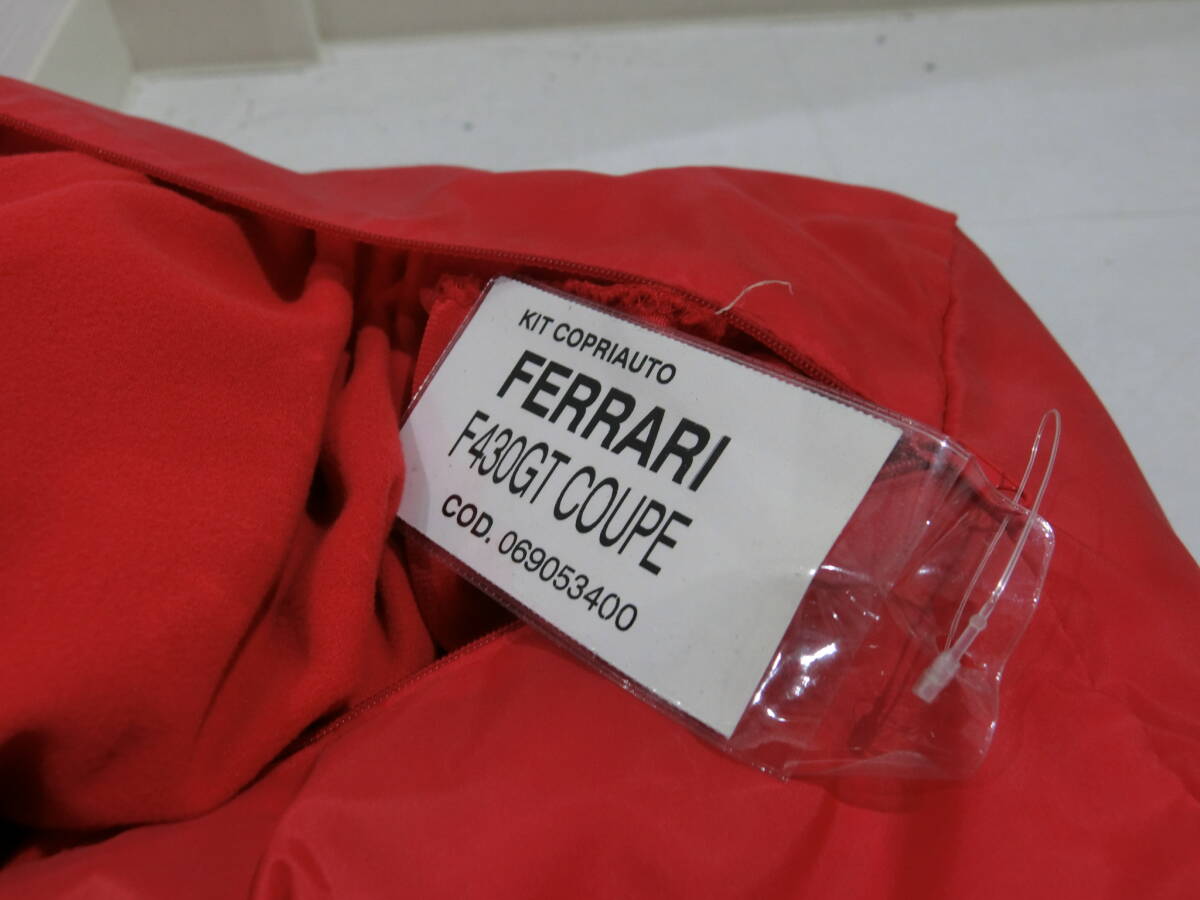 KIT COPRIAUTO
FERRARI
F430GT COUPE
COD. 069053400